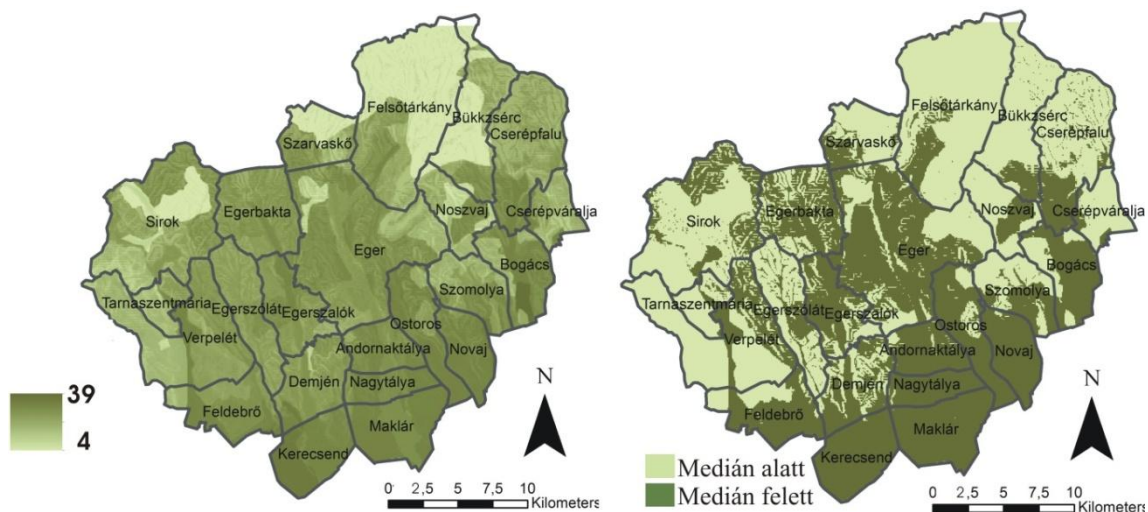 Felsőtárkány
Bükkzsérc
Cserépfalu
Szarvaskő
Sirok
Egerbakta
Noszvaj
Cserépváralja
Eger
Bogács
Tarnaszentmária
Egerszólát
Egerszalók
Szomolya
Verpelét
Ostoros
Andornaktálya
Novaj
Demjén
Nagytálya
Feldebrő
Maklár
Kerecsend
39
4
N
0 2,5 5 7,5 10
Kilometers
Felsőtárkány
Bükkzsérc
Cserépfalu
Szarvaskő
Sirok
Egerbakta
Noszvaj
Cserépváralja
Eger
Bogács
Tarnaszentmária
Egerszólát
Egerszalók
Szomolya
Verpelét
Ostoros
Andornaktálya
Novaj
Demjén
Nagytálya
Feldebrő
Maklár
Kerecsend
Medián alatt
Medián felett
N
0 2,5 5 7,5 10
Kilometers